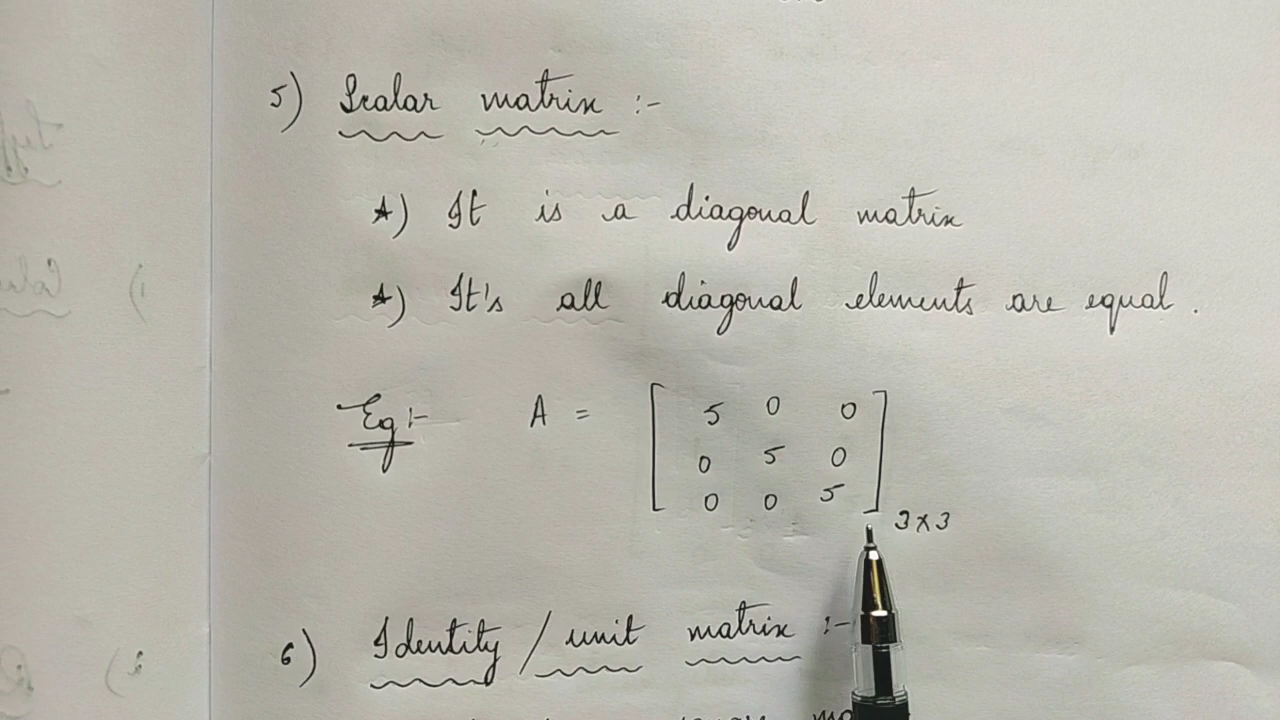 5) Scalar matrix :-
*) It is a diagonal matrix
*) It's all diagonal elements are equal.
Eg:- A = [ 5 0 0
0 5 0
0 0 5 ] 3×3
6) Identity / unit matrix :-